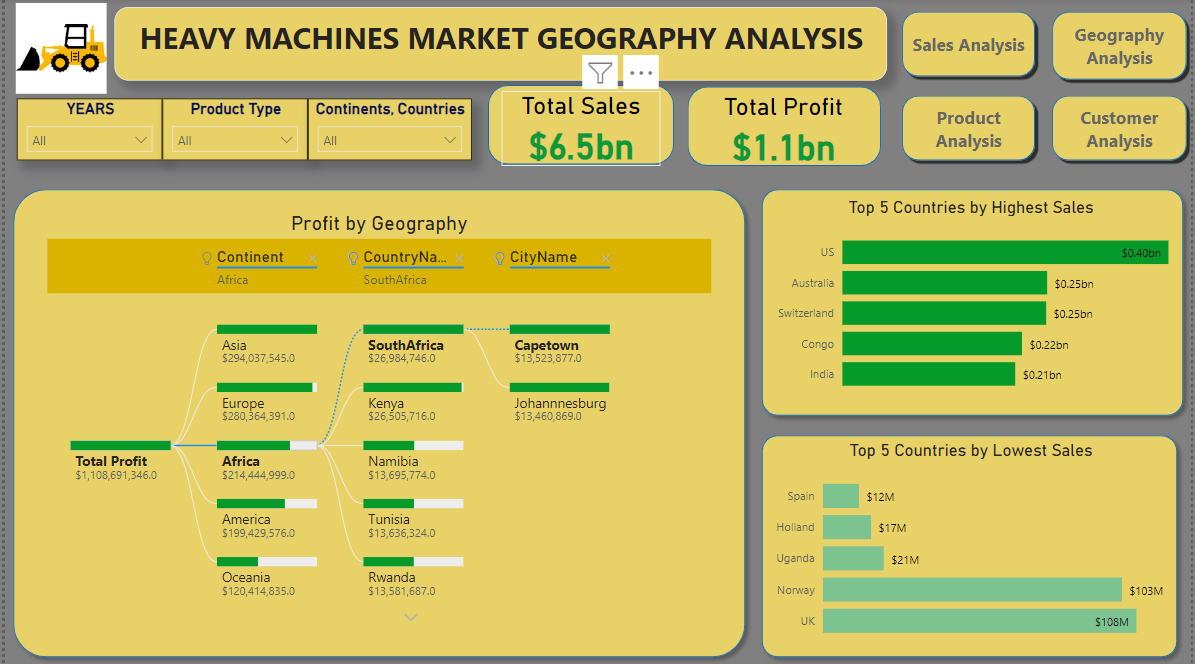 HEAVY MACHINES MARKET GEOGRAPHY ANALYSIS
Sales Analysis
Geography
Analysis
YEARS
All
Product Type
All
Continents, Countries
All
Total Sales
$6.5bn
Total Profit
$1.1bn
Product
Analysis
Customer
Analysis
Profit by Geography
Continent
Africa
CountryNa...
SouthAfrica
CityName
Total Profit
$1,108,691,346.0
Asia
$294,037,545.0
Europe
$280,364,391.0
Africa
$214,444,999.0
America
$199,429,576.0
Oceania
$120,414,835.0
SouthAfrica
$26,984,746.0
Kenya
$26,505,716.0
Namibia
$13,695,774.0
Tunisia
$13,636,324.0
Rwanda
$13,581,687.0
Capetown
$13,523,877.0
Johannnesburg
$13,460,869.0
Top 5 Countries by Highest Sales
US $0.40bn
Australia $0.25bn
Switzerland $0.25bn
Congo $0.22bn
India $0.21bn
Top 5 Countries by Lowest Sales
Spain $12M
Holland $17M
Uganda $21M
Norway $103M
UK $108M